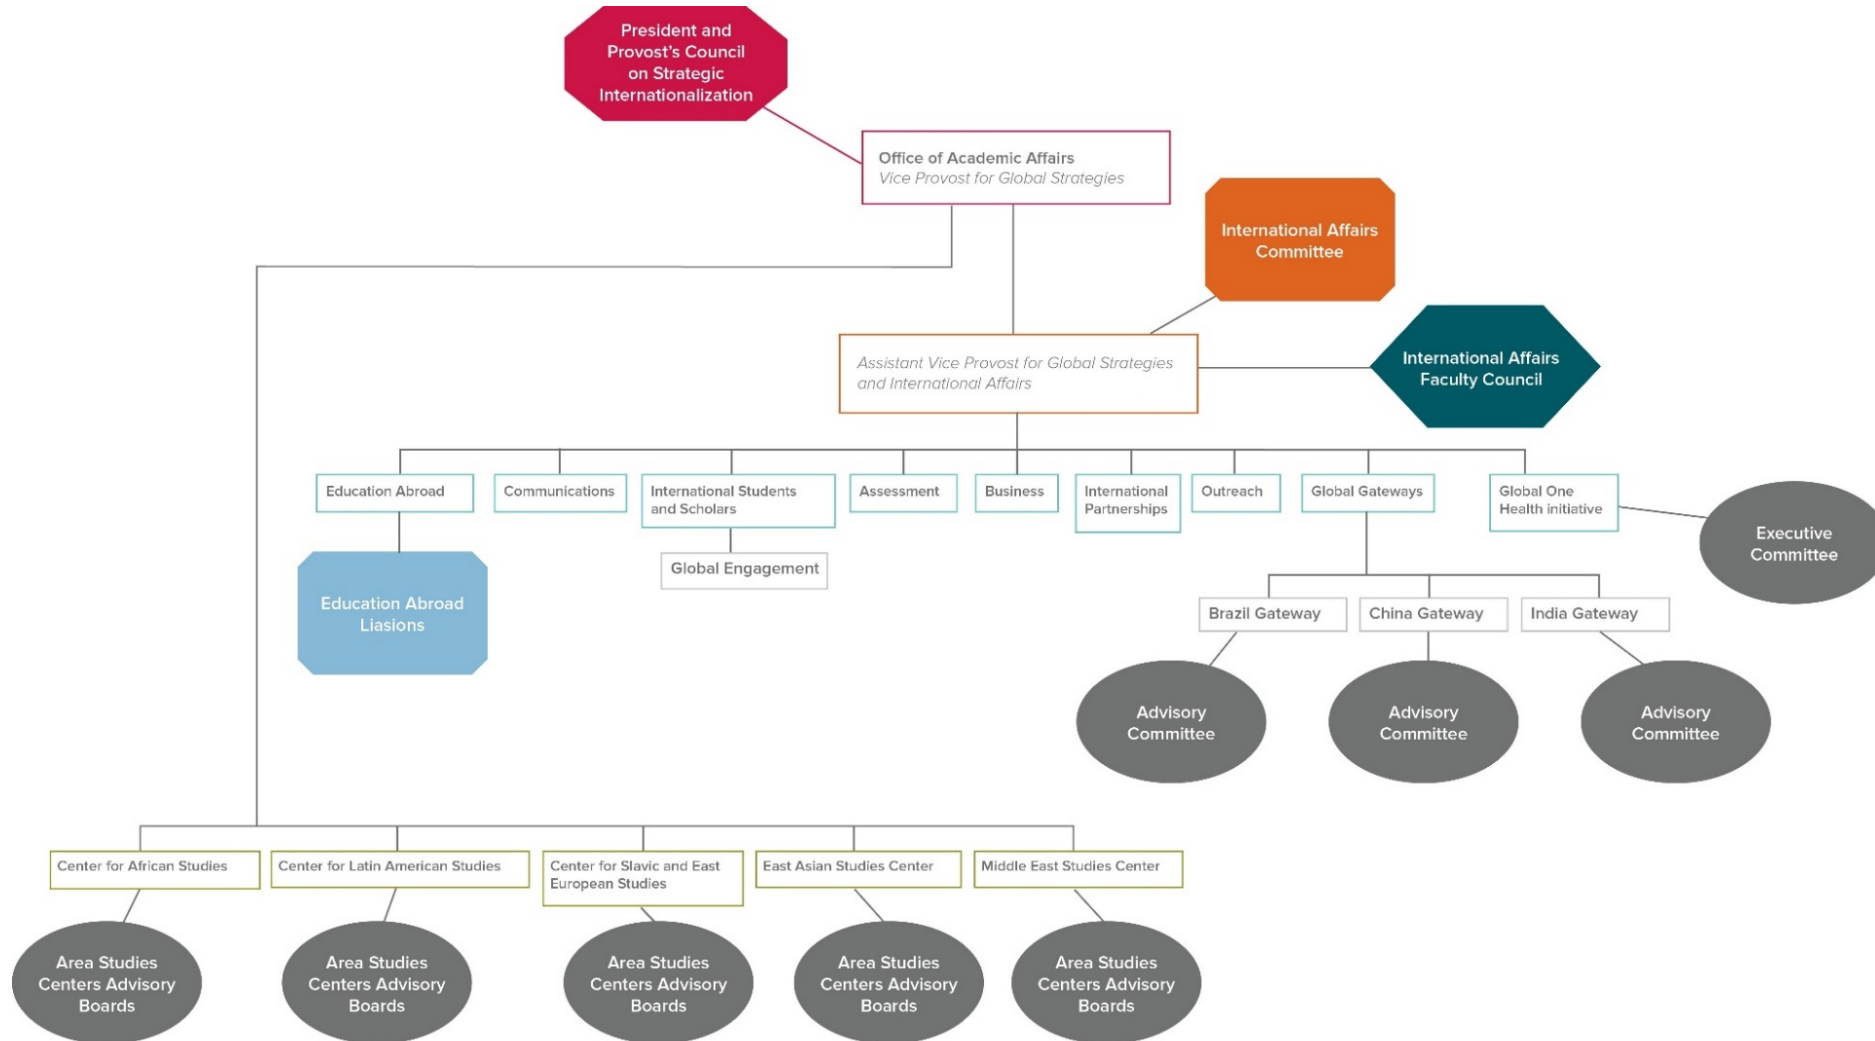 President and
Provost's Council
on Strategic
Internationalization
Office of Academic Affairs
Vice Provost for Global Strategies
International Affairs
Committee
Assistant Vice Provost for Global Strategies
and International Affairs
International Affairs
Faculty Council
Education Abroad
Communications
International Students
and Scholars
Assessment
Business
International
Partnerships
Outreach
Global Gateways
Global One
Health initiative
Executive
Committee
Global Engagement
Education Abroad
Liasions
Brazil Gateway
China Gateway
India Gateway
Advisory
Committee
Advisory
Committee
Advisory
Committee
Center for African Studies
Center for Latin American Studies
Center for Slavic and East
European Studies
East Asian Studies Center
Middle East Studies Center
Area Studies
Centers Advisory
Boards
Area Studies
Centers Advisory
Boards
Area Studies
Centers Advisory
Boards
Area Studies
Centers Advisory
Boards
Area Studies
Centers Advisory
Boards